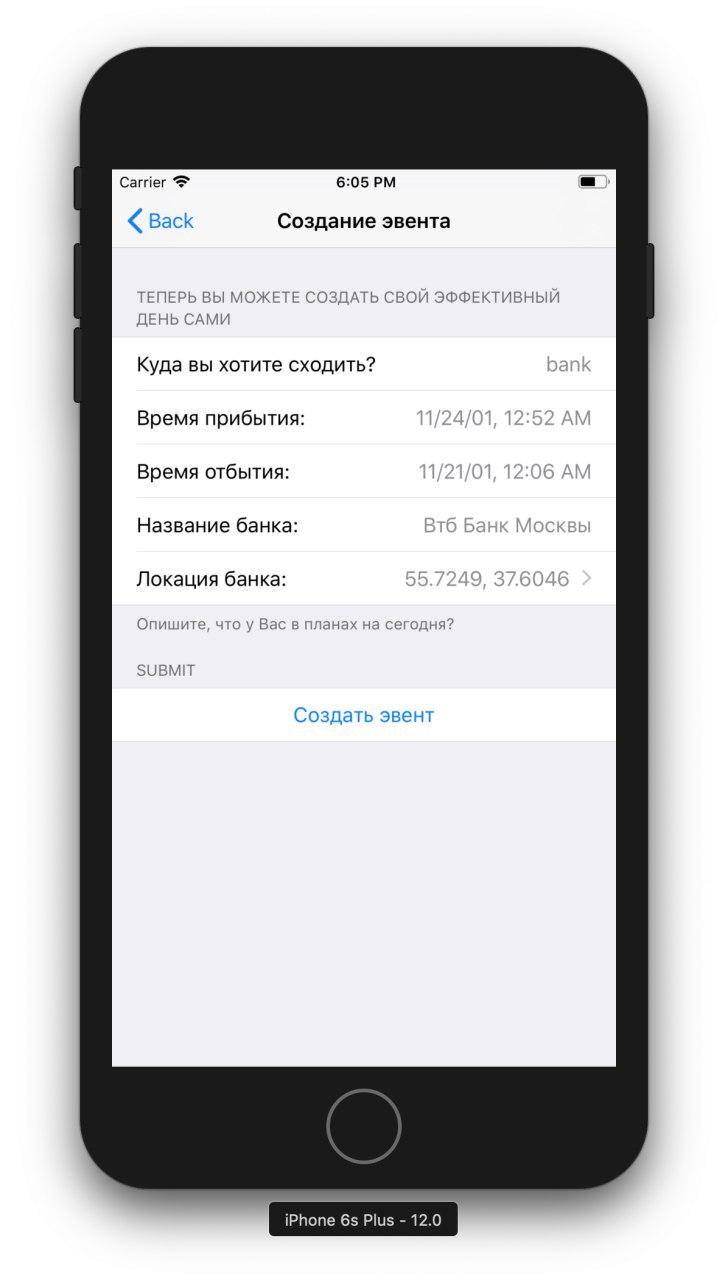 Carrier 6:05 PM
Back Создание эвента
ТЕПЕРЬ ВЫ МОЖЕТЕ СОЗДАТЬ СВОЙ ЭФФЕКТИВНЫЙ
ДЕНЬ САМИ
Куда вы хотите сходить? bank
Время прибытия: 11/24/01, 12:52 AM
Время отбытия: 11/21/01, 12:06 AM
Название банка: Втб Банк Москвы
Локация банка: 55.7249, 37.6046
Опишите, что у Вас в планах на сегодня?
SUBMIT
Создать эвент
iPhone 6s Plus - 12.0